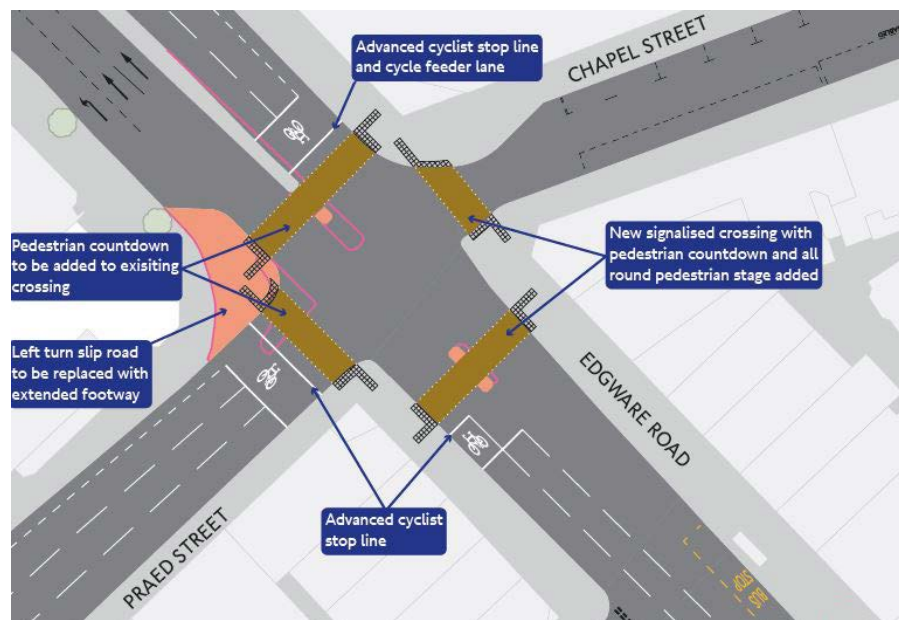 Advanced cyclist stop line
and cycle feeder lane
CHAPEL STREET
Pedestrian countdown
to be added to exisiting
crossing
New signalised crossing with
pedestrian countdown and all
round pedestrian stage added
Left turn slip road
to be replaced with
extended footway
EDGWARE ROAD
Advanced cyclist
stop line
PRAED STREET
BUS
STOP